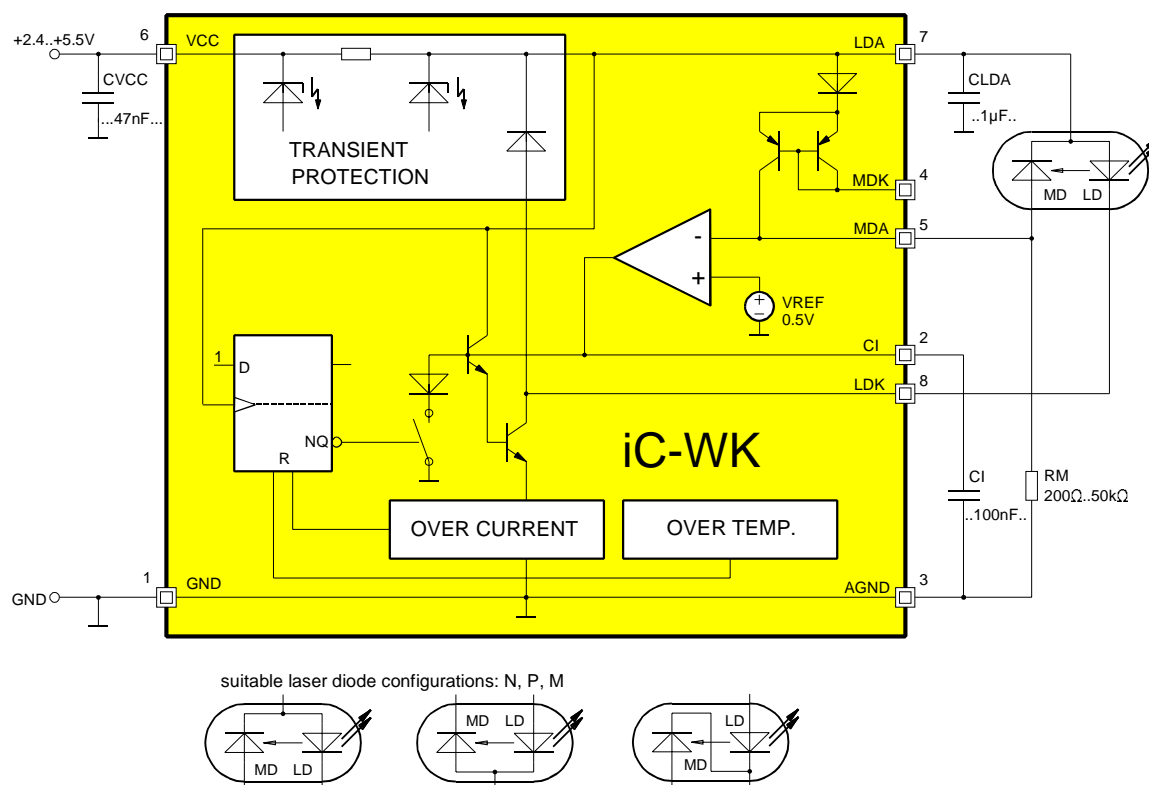 +2.4..+5.5V
6
VCC
LDA
7
CVCC
...47nF...
TRANSIENT
PROTECTION
CLDA
..1µF..
MDK
4
MD LD
MDA
5
-
+
VREF
0.5V
+
−
CI
2
1
D
LDK
8
NQ
R
iC-WK
CI
..100nF..
RM
200Ω..50kΩ
OVER CURRENT
OVER TEMP.
1
GND
GND
AGND
3
suitable laser diode configurations: N, P, M
MD LD
MD LD
LD
MD